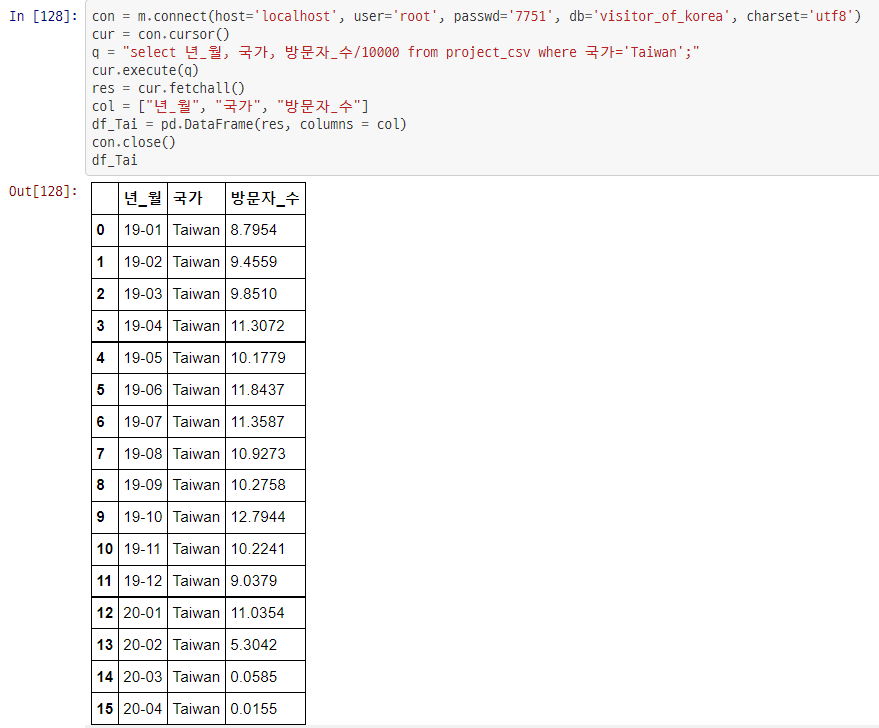 In [128]: con = m.connect(host='localhost', user='root', passwd='7751', db='visitor_of_korea', charset='utf8')
cur = con.cursor()
q = "select 년_월, 국가, 방문자_수/10000 from project_csv where 국가='Taiwan';"
cur.execute(q)
res = cur.fetchall()
col = ["년_월", "국가", "방문자_수"]
df_Tai = pd.DataFrame(res, columns = col)
con.close()
df_Tai
Out[128]:
년_월 국가 방문자_수
0 19-01 Taiwan 8.7954
1 19-02 Taiwan 9.4559
2 19-03 Taiwan 9.8510
3 19-04 Taiwan 11.3072
4 19-05 Taiwan 10.1779
5 19-06 Taiwan 11.8437
6 19-07 Taiwan 11.3587
7 19-08 Taiwan 10.9273
8 19-09 Taiwan 10.2758
9 19-10 Taiwan 12.7944
10 19-11 Taiwan 10.2241
11 19-12 Taiwan 9.0379
12 20-01 Taiwan 11.0354
13 20-02 Taiwan 5.3042
14 20-03 Taiwan 0.0585
15 20-04 Taiwan 0.0155